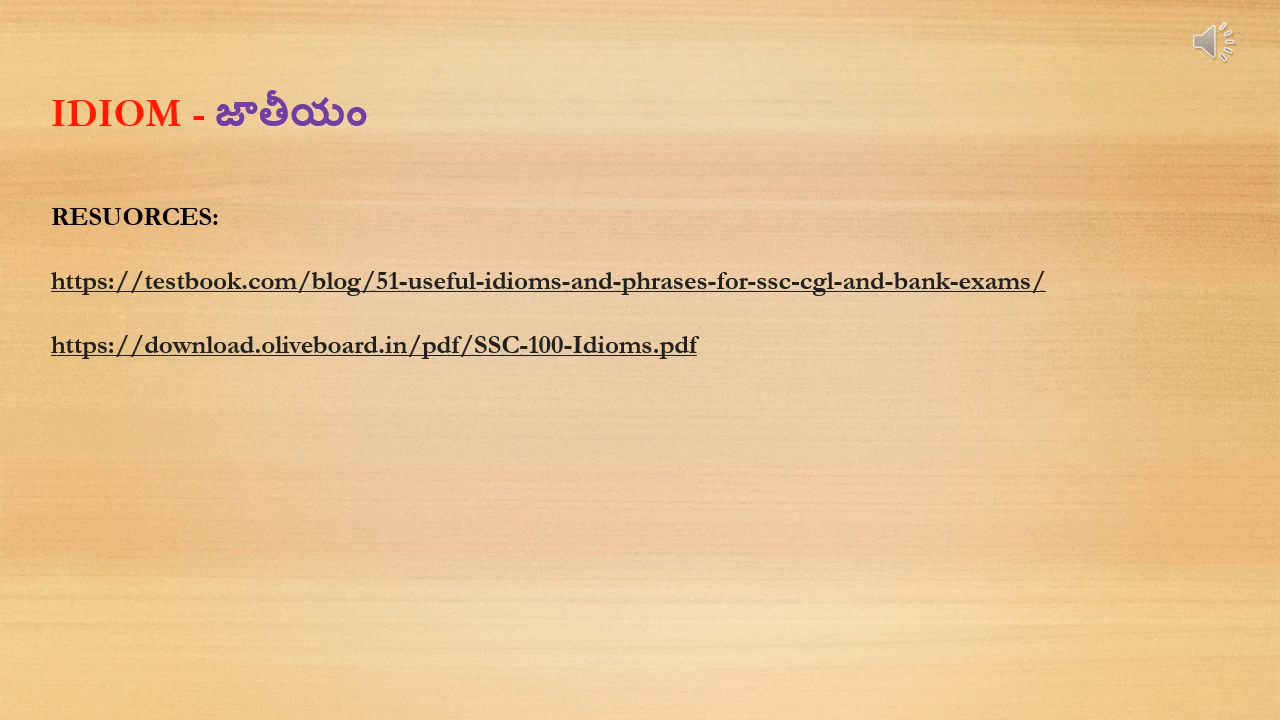 IDIOM - జాతీయం
RESUORCES:
https://testbook.com/blog/51-useful-idioms-and-phrases-for-ssc-cgl-and-bank-exams/
https://download.oliveboard.in/pdf/SSC-100-Idioms.pdf